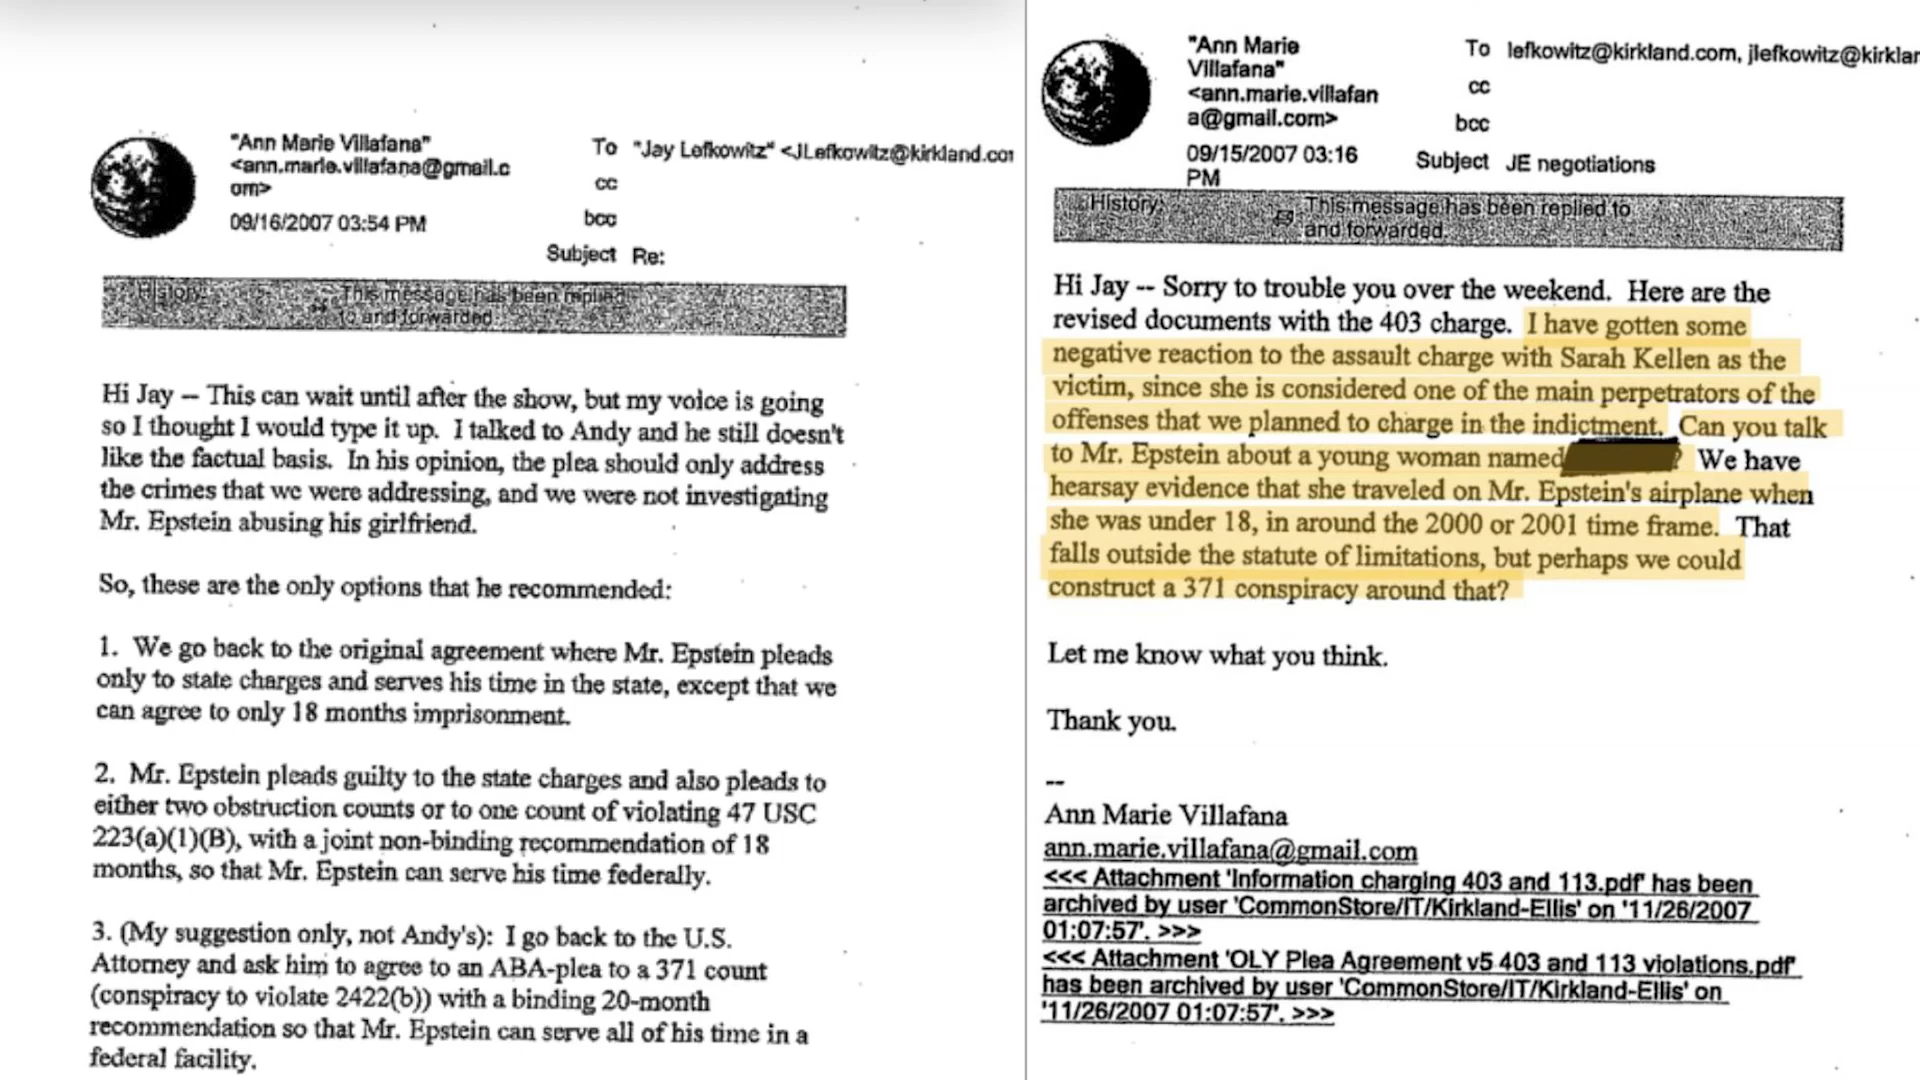 "Ann Marie Villafana"
<ann.marie.villafana@gmail.c
om>
09/16/2007 03:54 PM
To "Jay Lefkowitz" <JLefkowitz@kirkland.co
cc
bcc
Subject Re:
History: This message has been replied
to and forwarded.
Hi Jay -- This can wait until after the show, but my voice is going
so I thought I would type it up. I talked to Andy and he still doesn't
like the factual basis. In his opinion, the plea should only address
the crimes that we were addressing, and we were not investigating
Mr. Epstein abusing his girlfriend.
So, these are the only options that he recommended:
1. We go back to the original agreement where Mr. Epstein pleads
only to state charges and serves his time in the state, except that we
can agree to only 18 months imprisonment.
2. Mr. Epstein pleads guilty to the state charges and also pleads to
either two obstruction counts or to one count of violating 47 USC
223(a)(1)(B), with a joint non-binding recommendation of 18
months, so that Mr. Epstein can serve his time federally.
3. (My suggestion only, not Andy's): I go back to the U.S.
Attorney and ask him to agree to an ABA-plea to a 371 count
(conspiracy to violate 2422(b)) with a binding 20-month
recommendation so that Mr. Epstein can serve all of his time in a
federal facility.
"Ann Marie
Villafana"
<ann.marie.villafan
a@gmail.com>
09/15/2007 03:16
PM
To lefkowitz@kirkland.com, jlefkowitz@kirklar
cc
bcc
Subject JE negotiations
History: This message has been replied to
and forwarded.
Hi Jay -- Sorry to trouble you over the weekend. Here are the
revised documents with the 403 charge. I have gotten some
negative reaction to the assault charge with Sarah Kellen as the
victim, since she is considered one of the main perpetrators of the
offenses that we planned to charge in the indictment. Can you talk
to Mr. Epstein about a young woman named ? We have
hearsay evidence that she traveled on Mr. Epstein's airplane when
she was under 18, in around the 2000 or 2001 time frame. That
falls outside the statute of limitations, but perhaps we could
construct a 371 conspiracy around that?
Let me know what you think.
Thank you.
--
Ann Marie Villafana
ann.marie.villafana@gmail.com
<<< Attachment 'Information charging 403 and 113.pdf' has been
archived by user 'CommonStore/IT/Kirkland-Ellis' on '11/26/2007
01:07:57'. >>>
<<< Attachment 'OLY Plea Agreement v5 403 and 113 violations.pdf'
has been archived by user 'CommonStore/IT/Kirkland-Ellis' on
'11/26/2007 01:07:57'. >>>